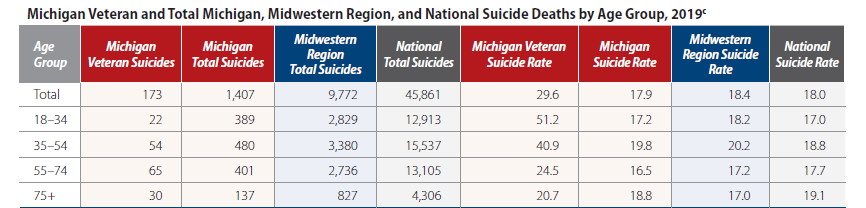 Michigan Veteran and Total Michigan, Midwestern Region, and National Suicide Deaths by Age Group, 2019c
Age Group Michigan Veteran Suicides Michigan Total Suicides Midwestern Region Total Suicides National Total Suicides Michigan Veteran Suicide Rate Michigan Suicide Rate Midwestern Region Suicide Rate National Suicide Rate
Total 173 1,407 9,772 45,861 29.6 17.9 18.4 18.0
18–34 22 389 2,829 12,913 51.2 17.2 18.2 17.0
35–54 54 480 3,380 15,537 40.9 19.8 20.2 18.8
55–74 65 401 2,736 13,105 24.5 16.5 17.2 17.7
75+ 30 137 827 4,306 20.7 18.8 17.0 19.1